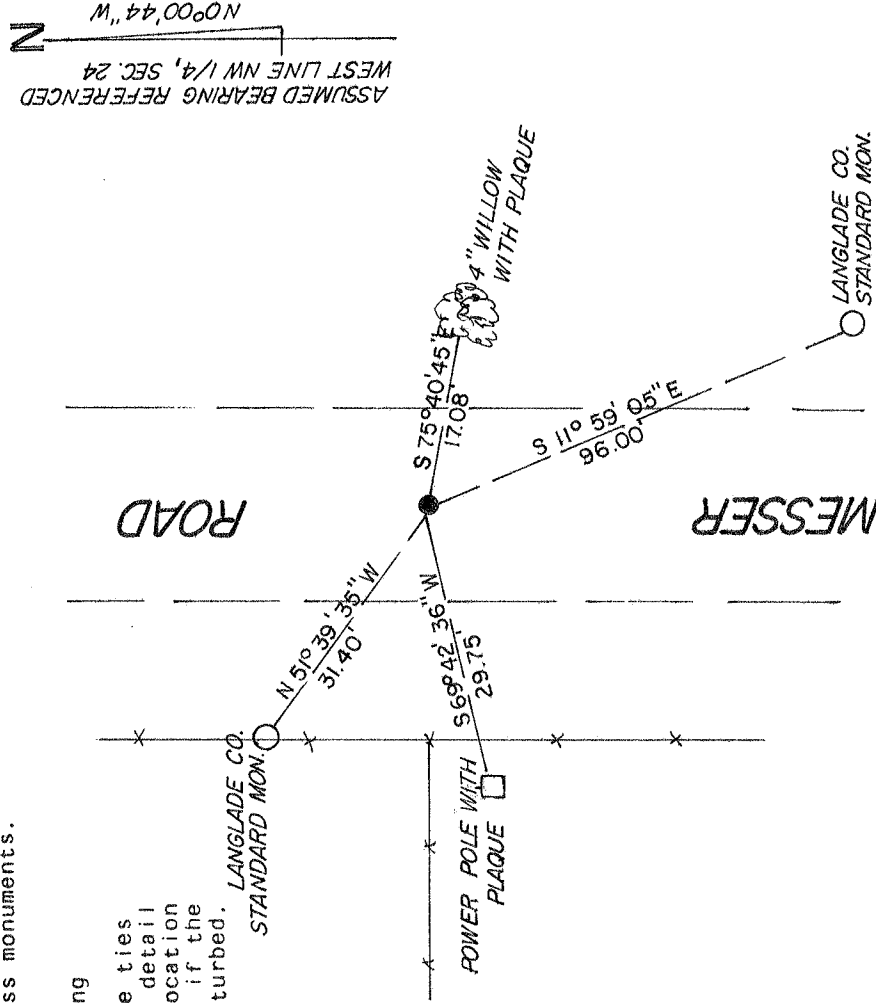 N
N0°00'44"W
ASSUMED BEARING REFERENCED
WEST LINE NW 1/4, SEC. 24
4" WILLOW
WITH PLAQUE
S 75°40'45"E
17.08'
LANGLADE CO.
STANDARD MON.
S 11° 59' 05" E
96.00'
ROAD
MESSER
N 51° 39' 35" W
31.40'
S 69° 42' 36" W
29.75'
LANGLADE CO.
STANDARD MON.
POWER POLE WITH
PLAQUE
ss monuments.
ng
e ties
detail
ocation
if the
turbed.